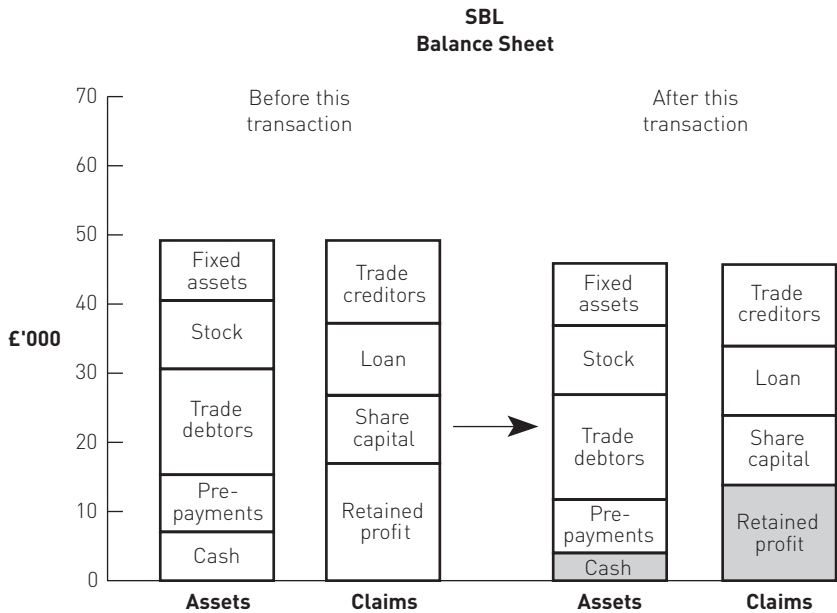 SBL
Balance Sheet
Before this
transaction
After this
transaction
£'000
70
60
50
40
30
20
10
0
Fixed
assets
Stock
Trade
debtors
Pre-
payments
Cash
Assets
Trade
creditors
Loan
Share
capital
Retained
profit
Claims
Fixed
assets
Stock
Trade
debtors
Pre-
payments
Cash
Assets
Trade
creditors
Loan
Share
capital
Retained
profit
Claims